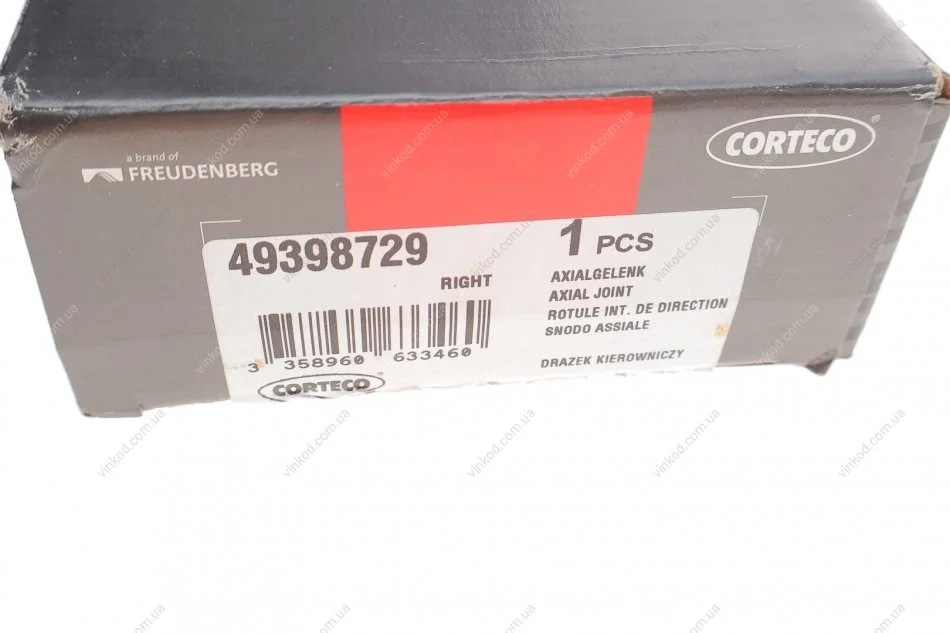 a brand of
FREUDENBERG
CORTECO®
49398729
RIGHT
1 PCS
AXIALGELENK
AXIAL JOINT
ROTULE INT. DE DIRECTION
SNODO ASSIALE
DRAZEK KIEROWNICZY
3 358960 633460
CORTECO
vinkod.com.ua